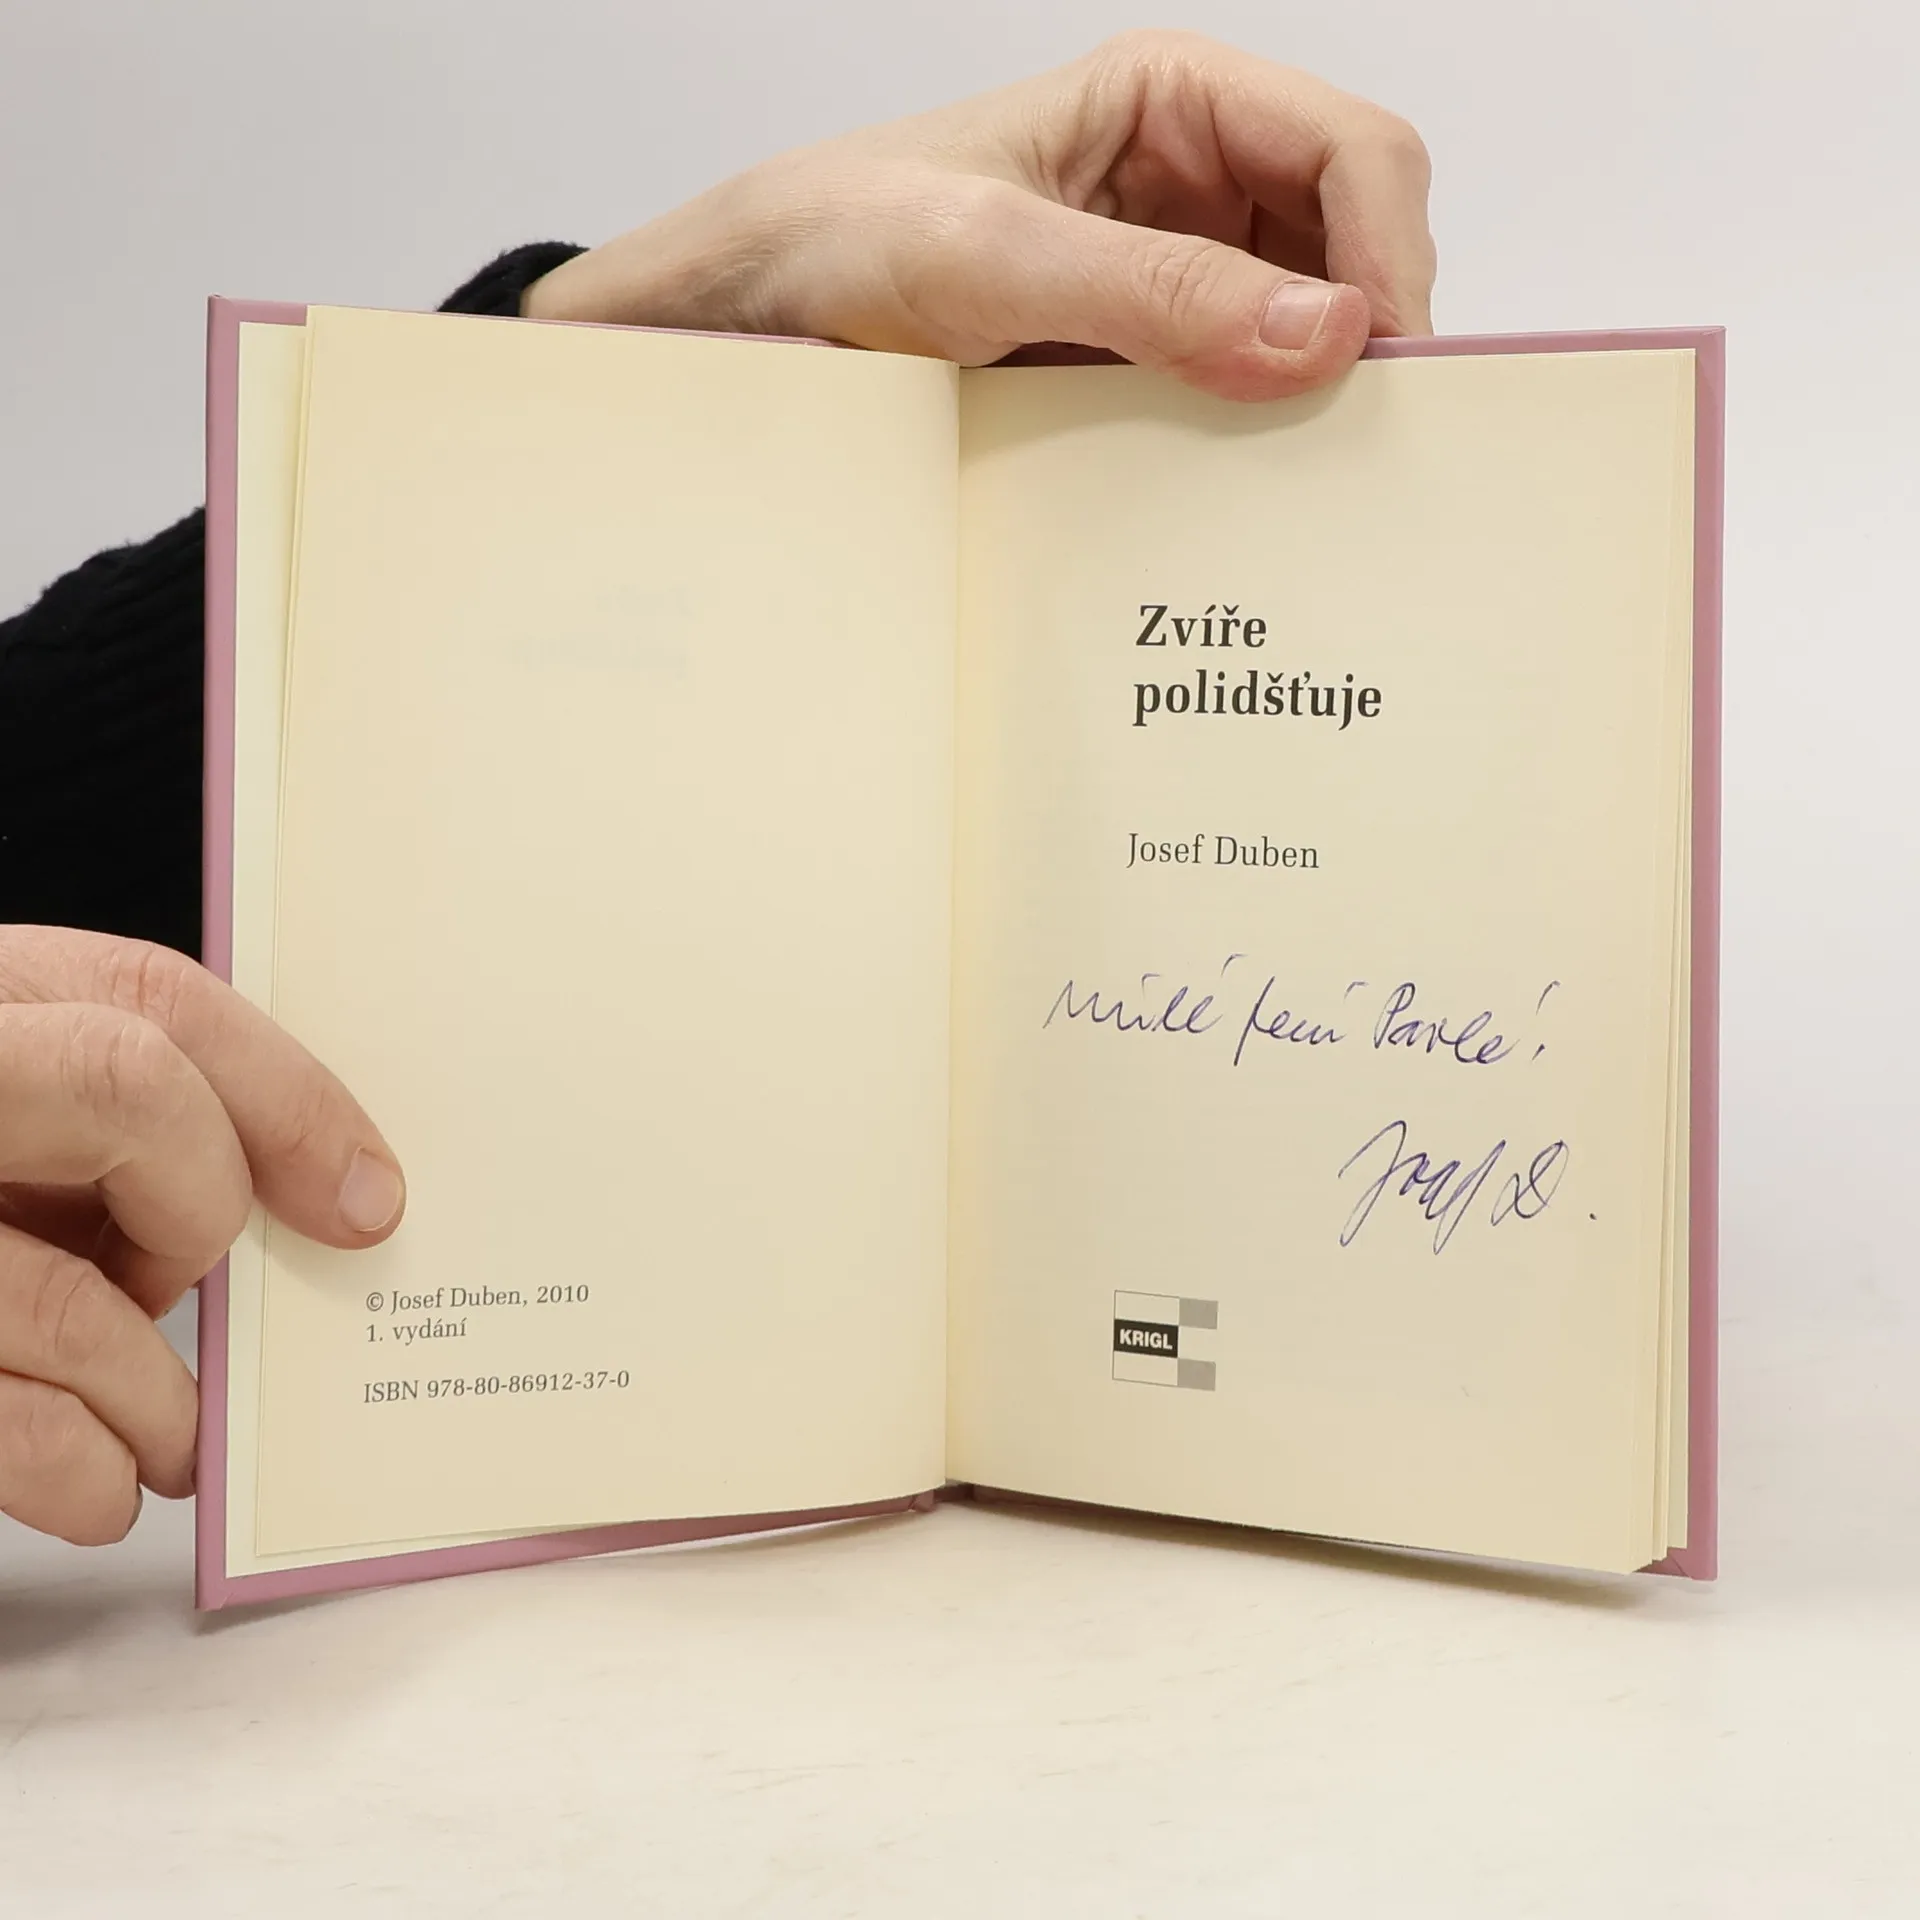 © Josef Duben, 2010
1. vydání
ISBN 978-80-86912-37-0
Zvíře
polidšťuje
Josef Duben
Milé paní Pavle!
Josef D.
KRIGL